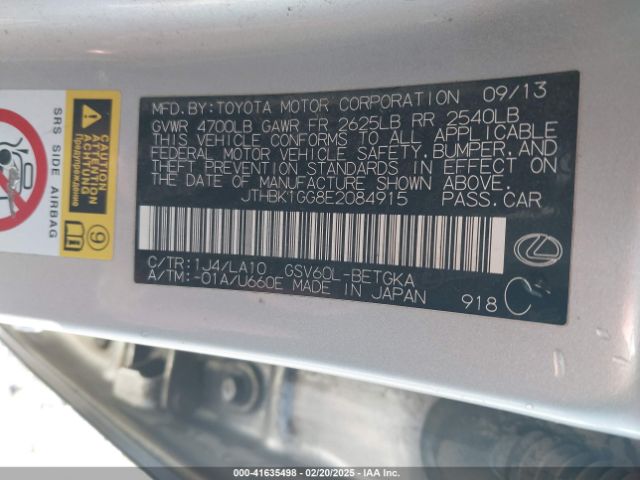 SRS SIDE AIRBAG
Предупреждение
9
MFD. BY:TOYOTA MOTOR CORPORATION 09/13
GVWR 4700LB GAWR FR 2625LB RR 2540LB
THIS VEHICLE CONFORMS TO ALL APPLICABLE
FEDERAL MOTOR VEHICLE SAFETY, BUMPER, AND
THEFT PREVENTION STANDARDS IN EFFECT ON
THE DATE OF MANUFACTURE SHOWN ABOVE.
JTHBK1GG8E2084915 PASS.CAR
C/TR:1J4/LA10 GSV60L-BETGKA
A/TM:-01A/U660E MADE IN JAPAN
918 C
000-41635498 - 02/20/2025 - IAA Inc.